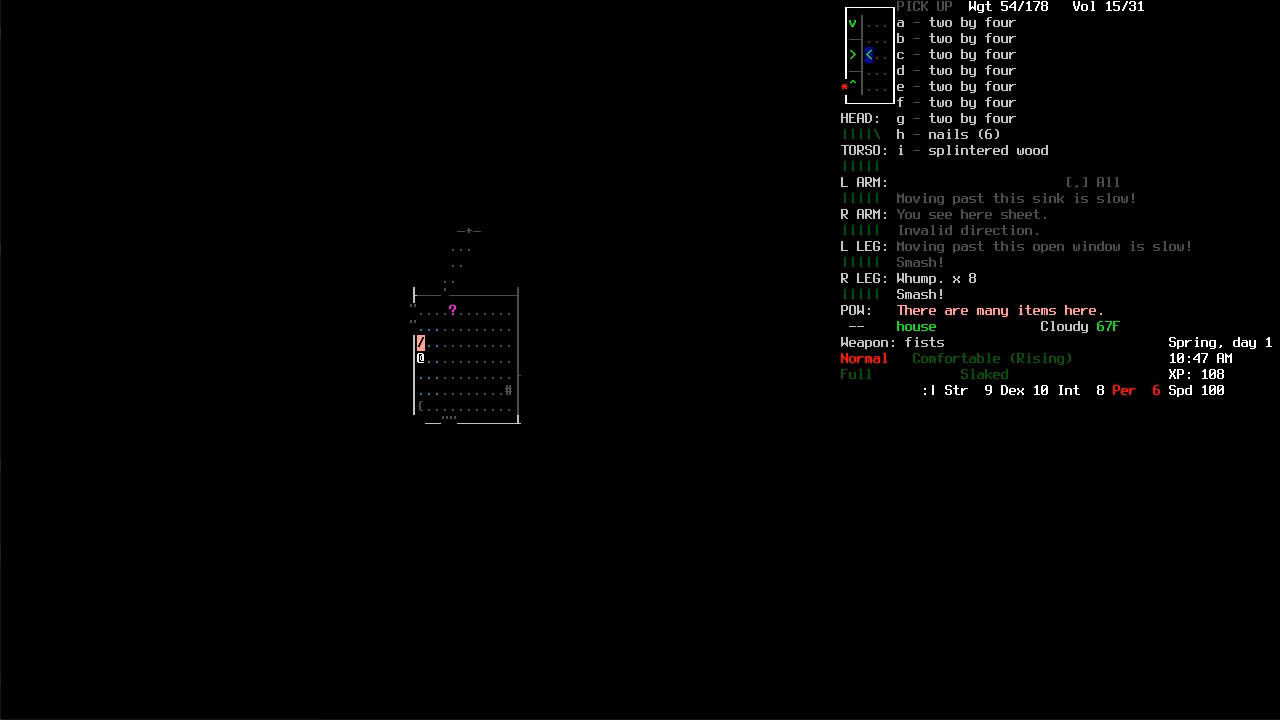 PICK UP  Wgt 54/178   Vol 15/31
a - two by four
b - two by four
c - two by four
d - two by four
e - two by four
f - two by four
HEAD: g - two by four
h - nails (6)
TORSO: i - splintered wood
L ARM: [,] All
Moving past this sink is slow!
R ARM: You see here sheet.
Invalid direction.
L LEG: Moving past this open window is slow!
Smash!
R LEG: Whump. x 8
Smash!
POW: There are many items here.
-- house Cloudy 67F
Weapon: fists Spring, day 1
Normal Comfortable (Rising) 10:47 AM
Full Slaked XP: 108
:| Str 9 Dex 10 Int 8 Per 6 Spd 100